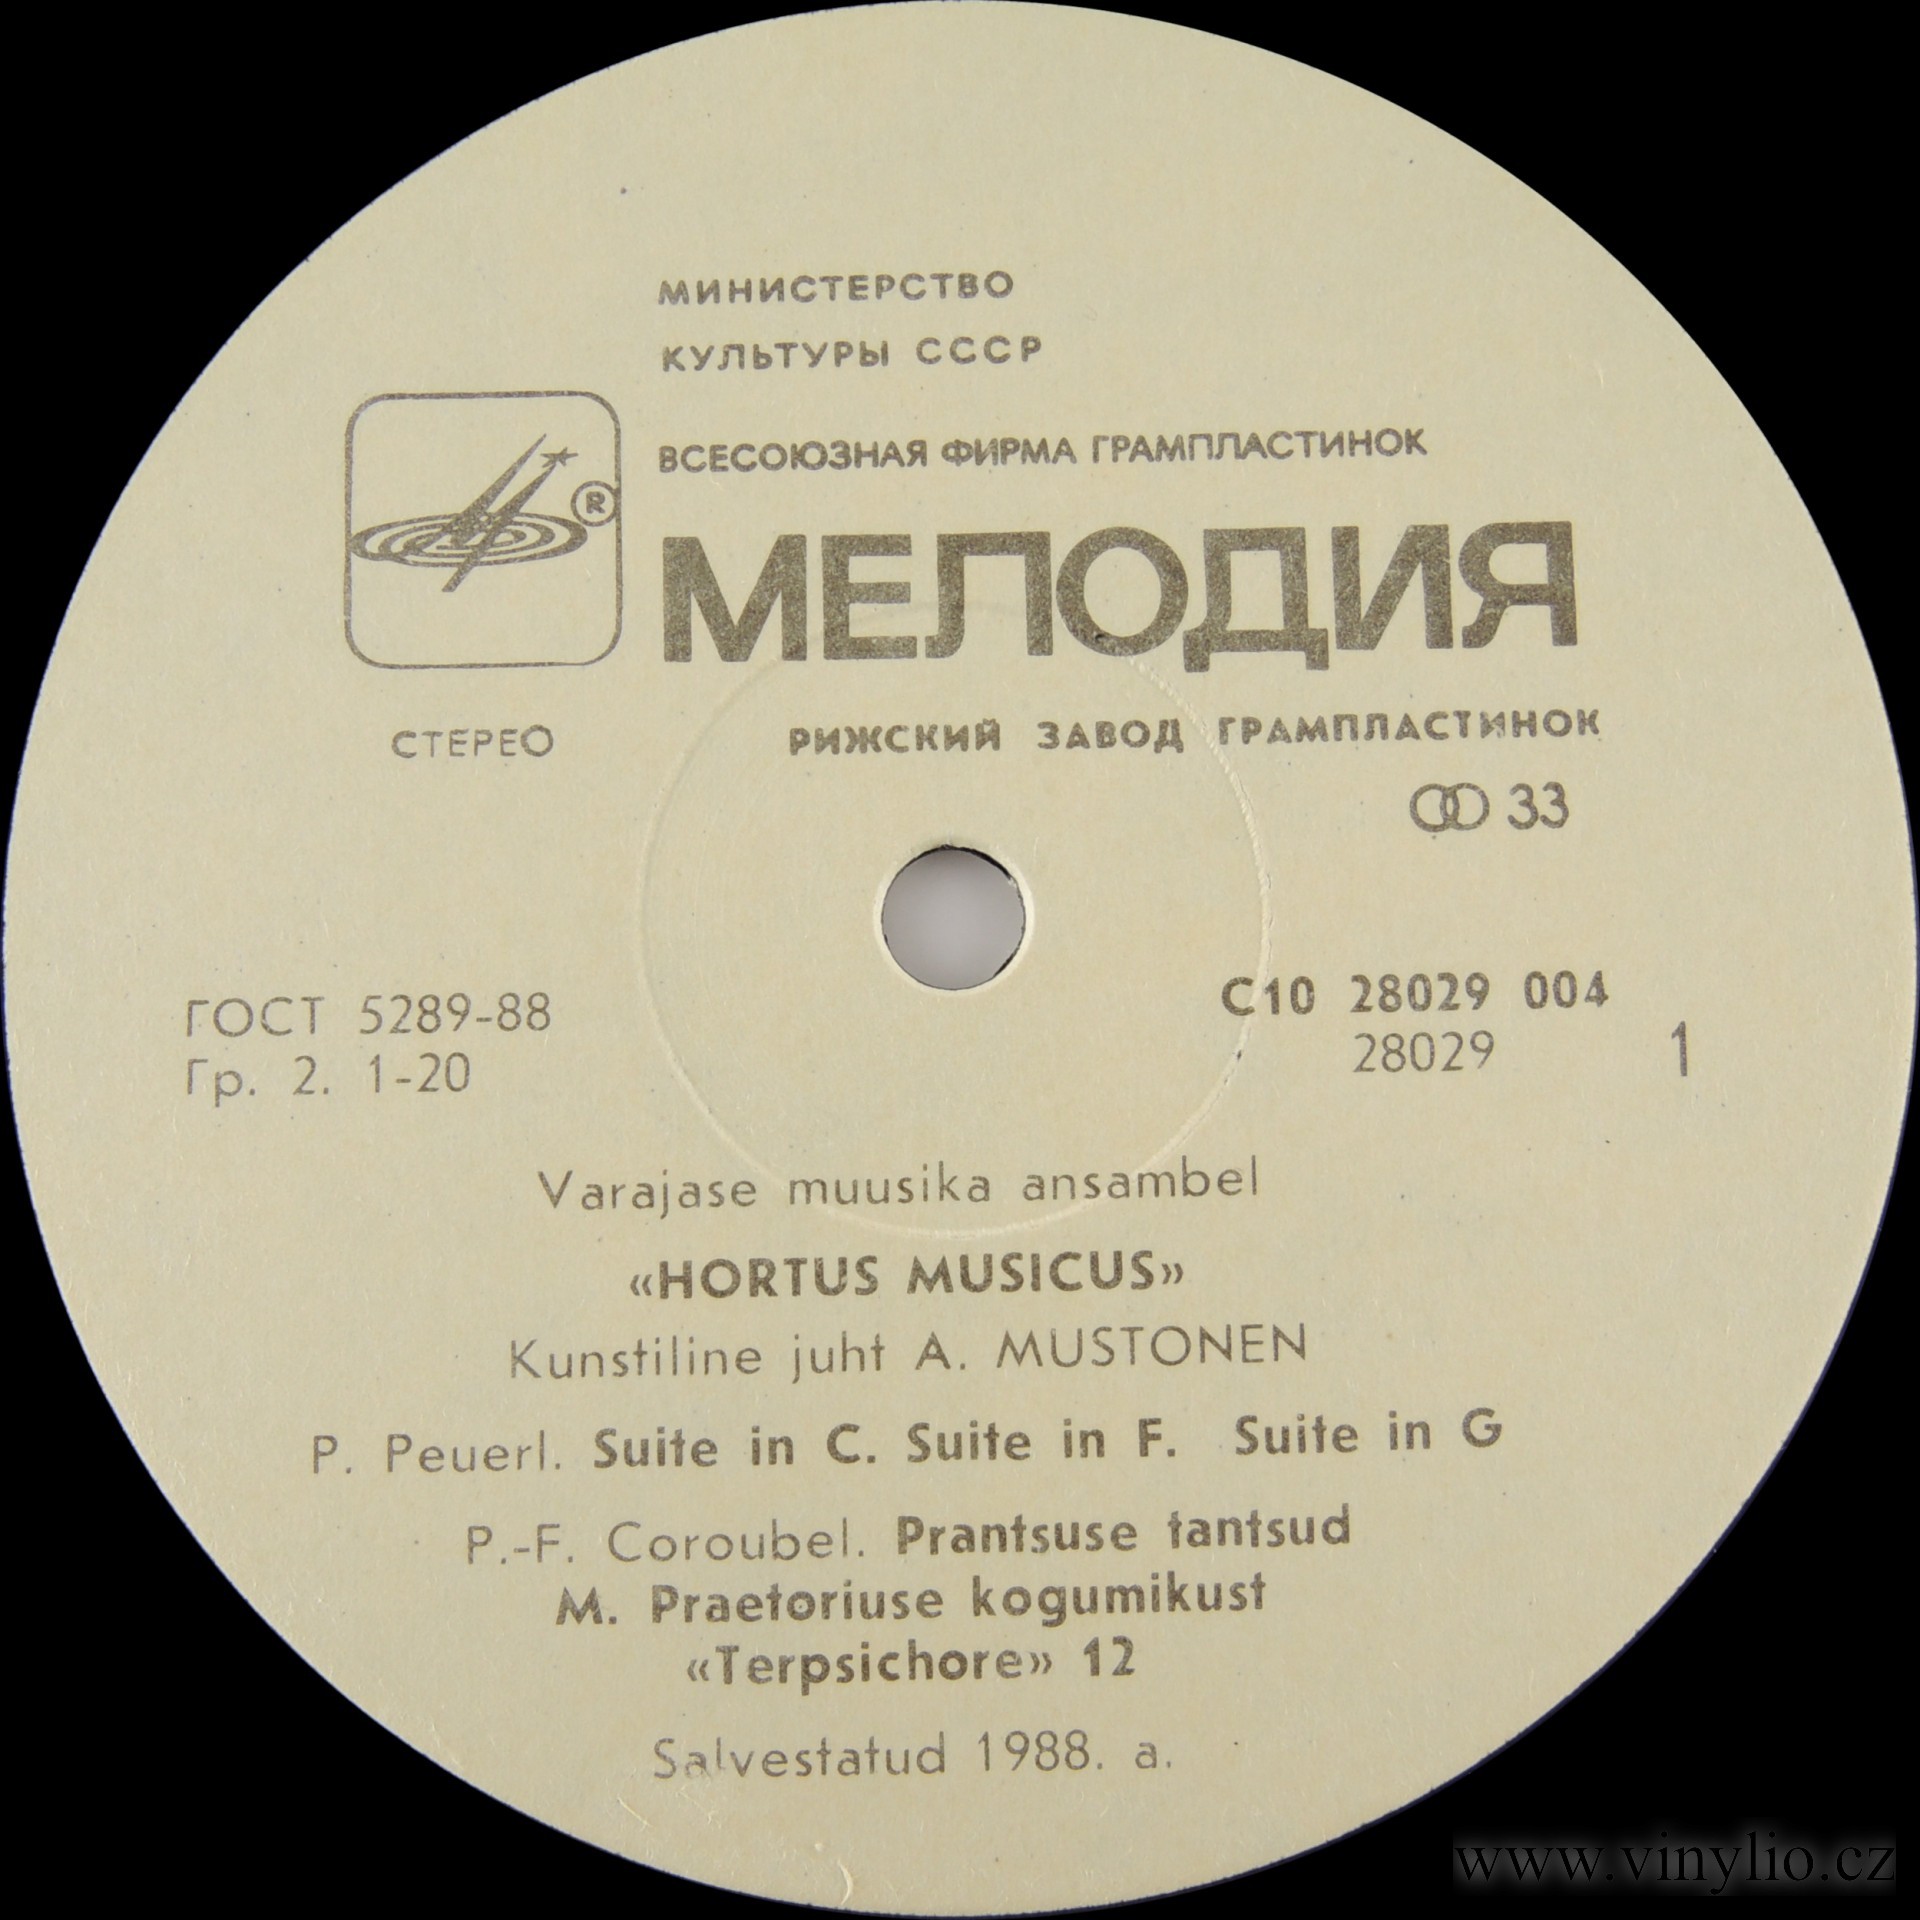 МИНИСТЕРСТВО
КУЛЬТУРЫ СССР
ВСЕСОЮЗНАЯ ФИРМА ГРАМПЛАСТИНОК
®
МЕЛОДИЯ
СТЕРЕО
РИЖСКИЙ ЗАВОД ГРАМПЛАСТИНОК
33
ГОСТ 5289-88
Гр. 2. 1-20
С10 28029 004
28029
1
Varajase muusika ansambel
«HORTUS MUSICUS»
Kunstiline juht A. MUSTONEN
P. Peuerl. Suite in C. Suite in F. Suite in G
P.-F. Coroubel. Prantsuse tantsud
M. Praetoriuse kogumikust
«Terpsichore» 12
Salvestatud 1988. a.
www.vinylio.cz